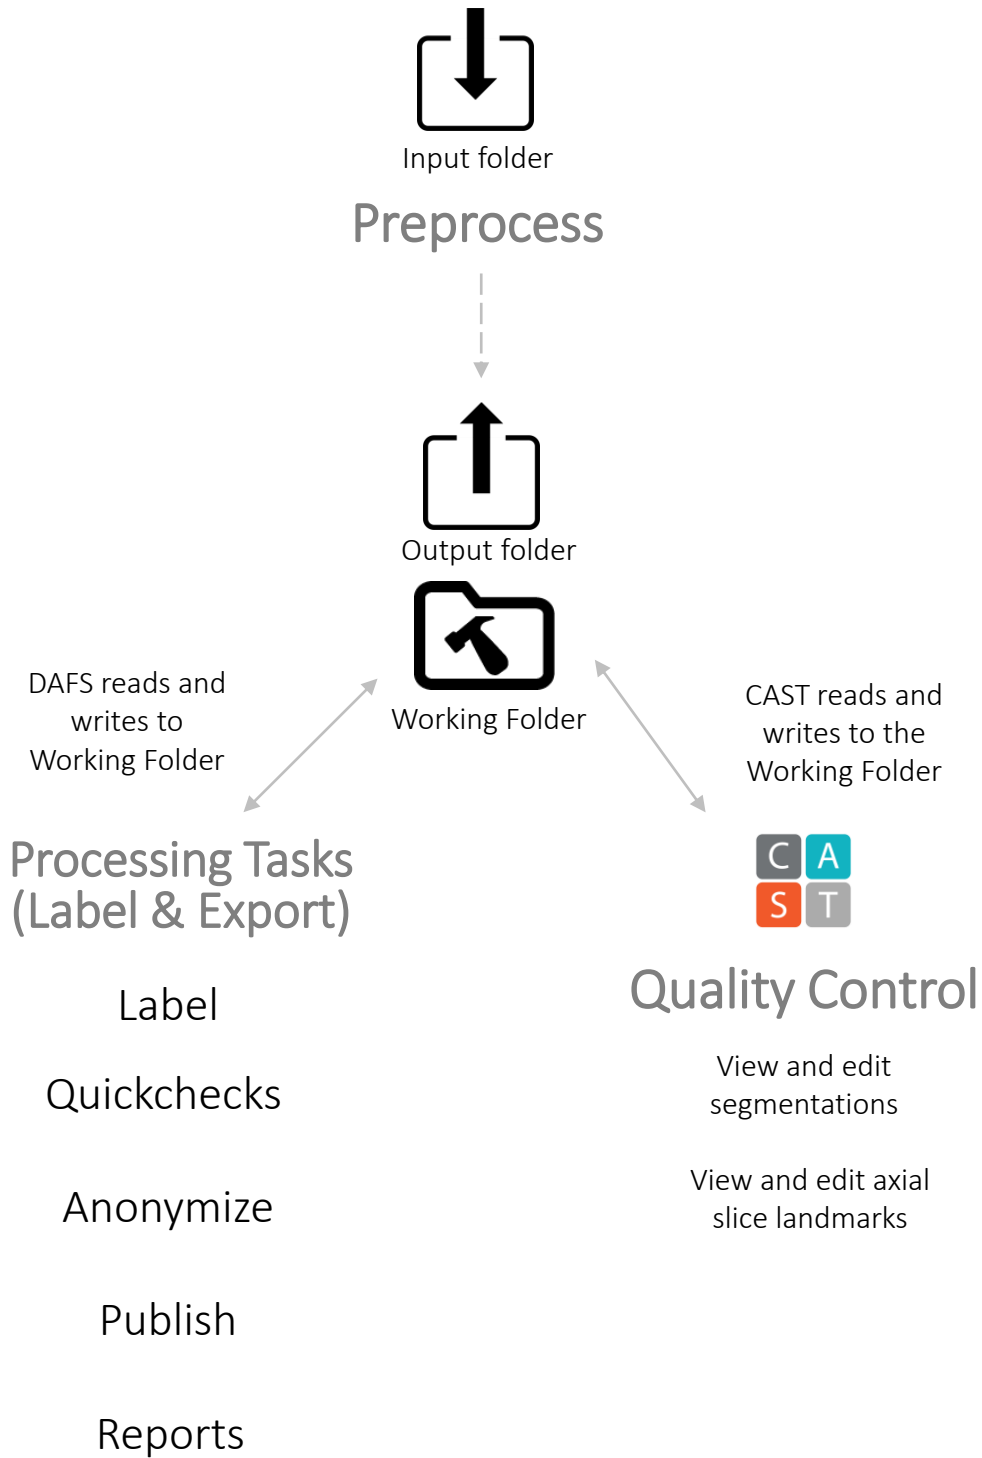 Input folder
Preprocess
Output folder
Working Folder
DAFS reads and
writes to
Working Folder
CAST reads and
writes to the
Working Folder
Processing Tasks
(Label & Export)
Label
Quickchecks
Anonymize
Publish
Reports
C A
S T
Quality Control
View and edit
segmentations
View and edit axial
slice landmarks